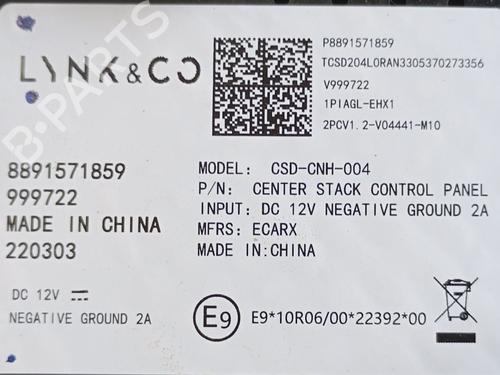 LYNK & CO
P8891571859
TCSD204LORAN3305370273356
V999722
1PIAGL-EHX1
2PCV1.2-V04441-M10
8891571859
999722
MADE IN CHINA
220303
MODEL: CSD-CNH-004
P/N: CENTER STACK CONTROL PANEL
INPUT: DC 12V NEGATIVE GROUND 2A
MFRS: ECARX
MADE IN:CHINA
DC 12V
NEGATIVE GROUND 2A
E9
E9*10R06/00*22392*00
B-PARTS